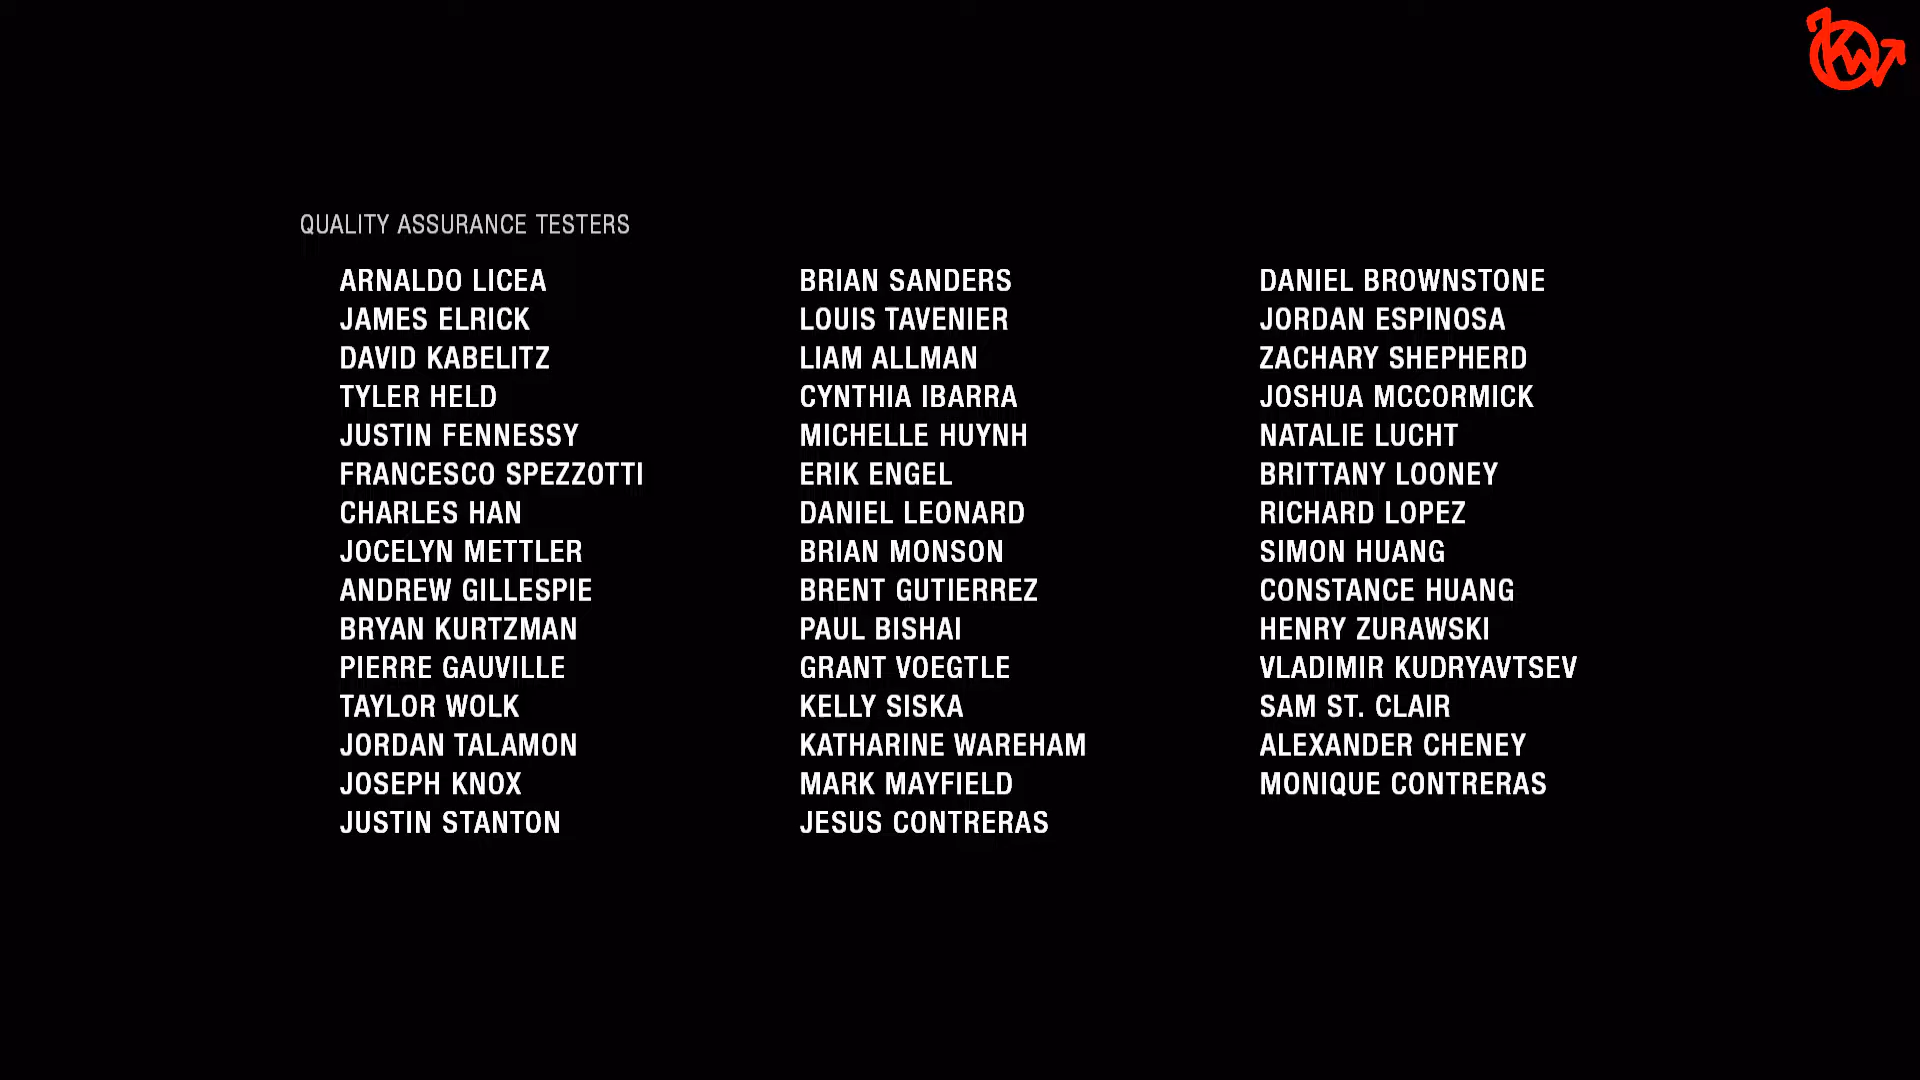 KW
QUALITY ASSURANCE TESTERS
ARNALDO LICEA
JAMES ELRICK
DAVID KABELITZ
TYLER HELD
JUSTIN FENNESSY
FRANCESCO SPEZZOTTI
CHARLES HAN
JOCELYN METTLER
ANDREW GILLESPIE
BRYAN KURTZMAN
PIERRE GAUVILLE
TAYLOR WOLK
JORDAN TALAMON
JOSEPH KNOX
JUSTIN STANTON
BRIAN SANDERS
LOUIS TAVENIER
LIAM ALLMAN
CYNTHIA IBARRA
MICHELLE HUYNH
ERIK ENGEL
DANIEL LEONARD
BRIAN MONSON
BRENT GUTIERREZ
PAUL BISHAI
GRANT VOEGTLE
KELLY SISKA
KATHARINE WAREHAM
MARK MAYFIELD
JESUS CONTRERAS
DANIEL BROWNSTONE
JORDAN ESPINOSA
ZACHARY SHEPHERD
JOSHUA MCCORMICK
NATALIE LUCHT
BRITTANY LOONEY
RICHARD LOPEZ
SIMON HUANG
CONSTANCE HUANG
HENRY ZURAWSKI
VLADIMIR KUDRYAVTSEV
SAM ST. CLAIR
ALEXANDER CHENEY
MONIQUE CONTRERAS